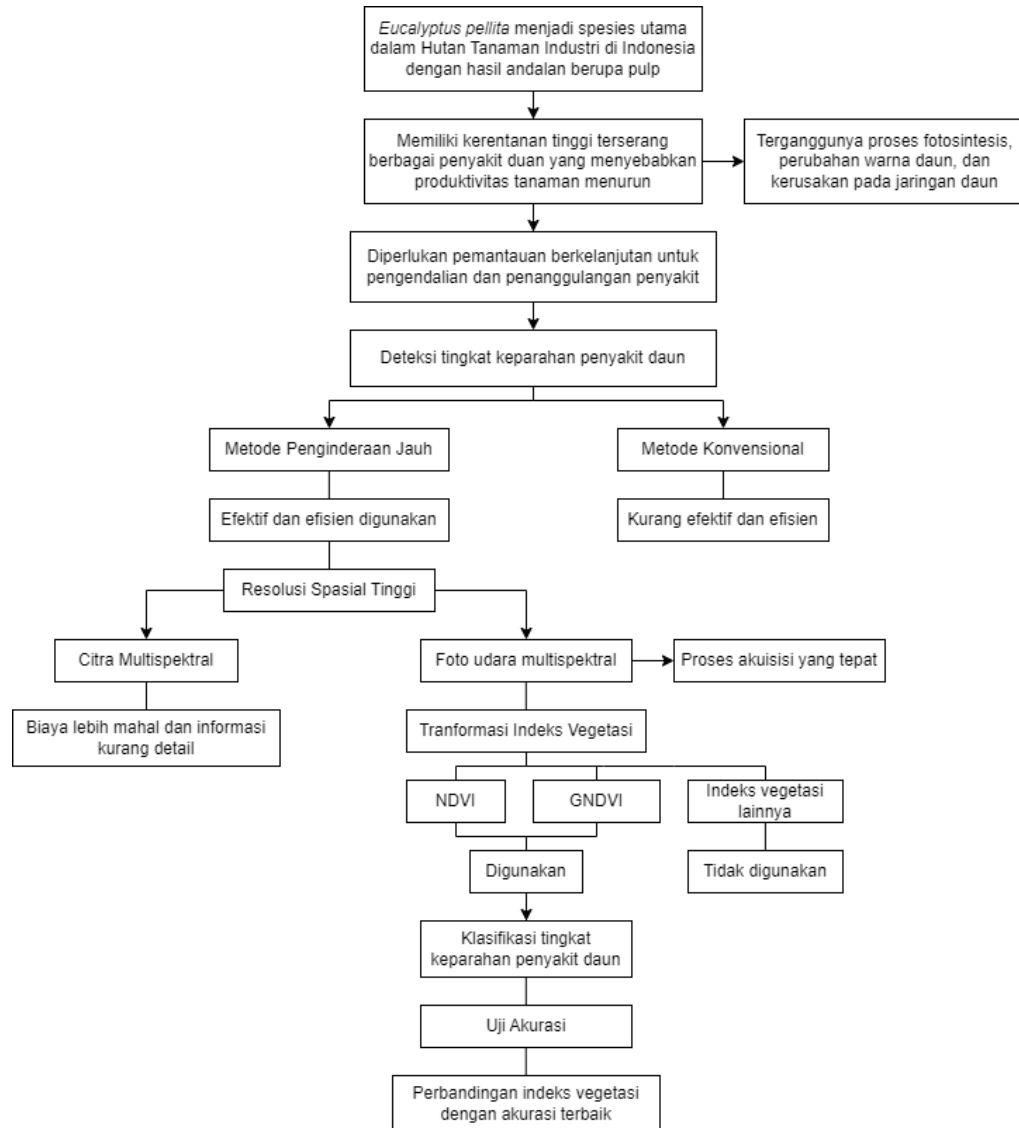 Eucalyptus pellita menjadi spesies utama
dalam Hutan Tanaman Industri di Indonesia
dengan hasil andalan berupa pulp
Memiliki kerentanan tinggi terserang
berbagai penyakit duan yang menyebabkan
produktivitas tanaman menurun
Terganggunya proses fotosintesis,
perubahan warna daun, dan
kerusakan pada jaringan daun
Diperlukan pemantauan berkelanjutan untuk
pengendalian dan penanggulangan penyakit
Deteksi tingkat keparahan penyakit daun
Metode Penginderaan Jauh
Metode Konvensional
Efektif dan efisien digunakan
Kurang efektif dan efisien
Resolusi Spasial Tinggi
Citra Multispektral
Foto udara multispektral
Proses akuisisi yang tepat
Biaya lebih mahal dan informasi
kurang detail
Tranformasi Indeks Vegetasi
NDVI
GNDVI
Indeks vegetasi
lainnya
Digunakan
Tidak digunakan
Klasifikasi tingkat
keparahan penyakit daun
Uji Akurasi
Perbandingan indeks vegetasi
dengan akurasi terbaik